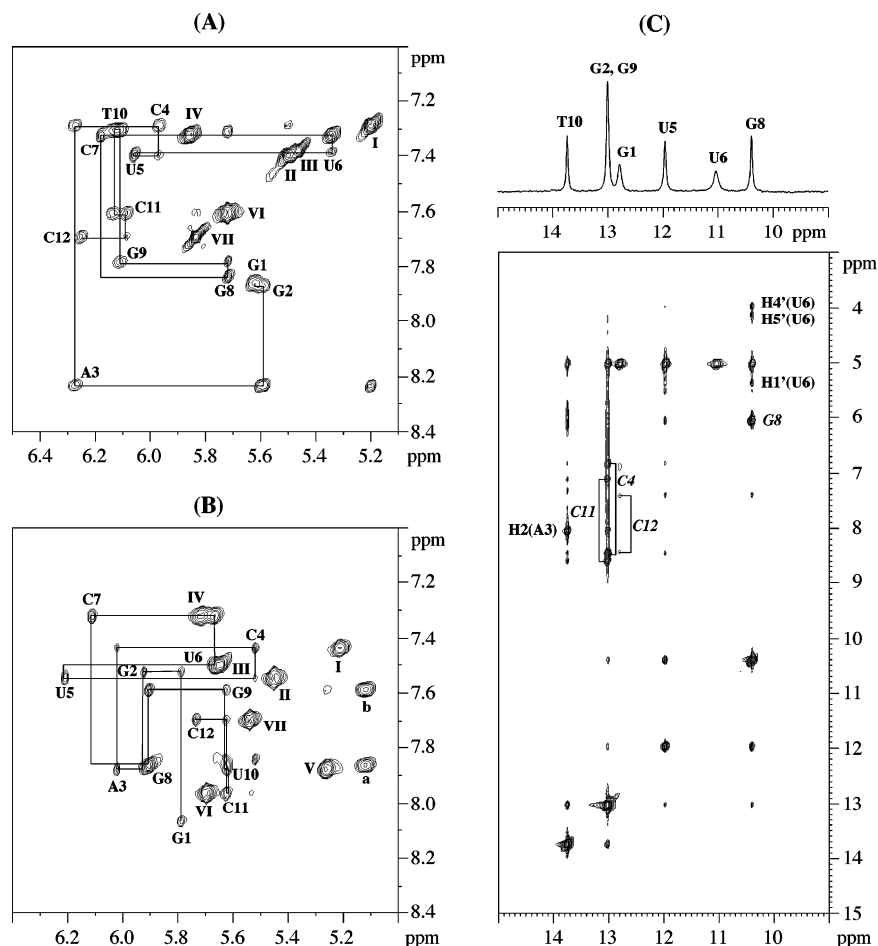 (A)
ppm
T10 C4 IV
C7
U5 III U6 I
II
C11 VI
C12 VII
G9
G1
G8 G2
A3
7.2
7.4
7.6
7.8
8.0
8.2
8.4
6.4 6.2 6.0 5.8 5.6 5.4 5.2 ppm
(B)
ppm
C7 IV
C4
U6 III I
G2
U5 II
G9 b
C12 VII
V a
A3 G8 U10
VI C11
G1
7.2
7.4
7.6
7.8
8.0
8.2
8.4
6.2 6.0 5.8 5.6 5.4 5.2 ppm
(C)
G2, G9
T10 G1 U5 U6 G8
14 13 12 11 10 ppm
ppm
H4'(U6)
H5'(U6)
H1'(U6)
G8
C4
C11 C12
H2(A3)
4
5
6
7
8
9
10
11
12
13
14
15
14 13 12 11 10 ppm